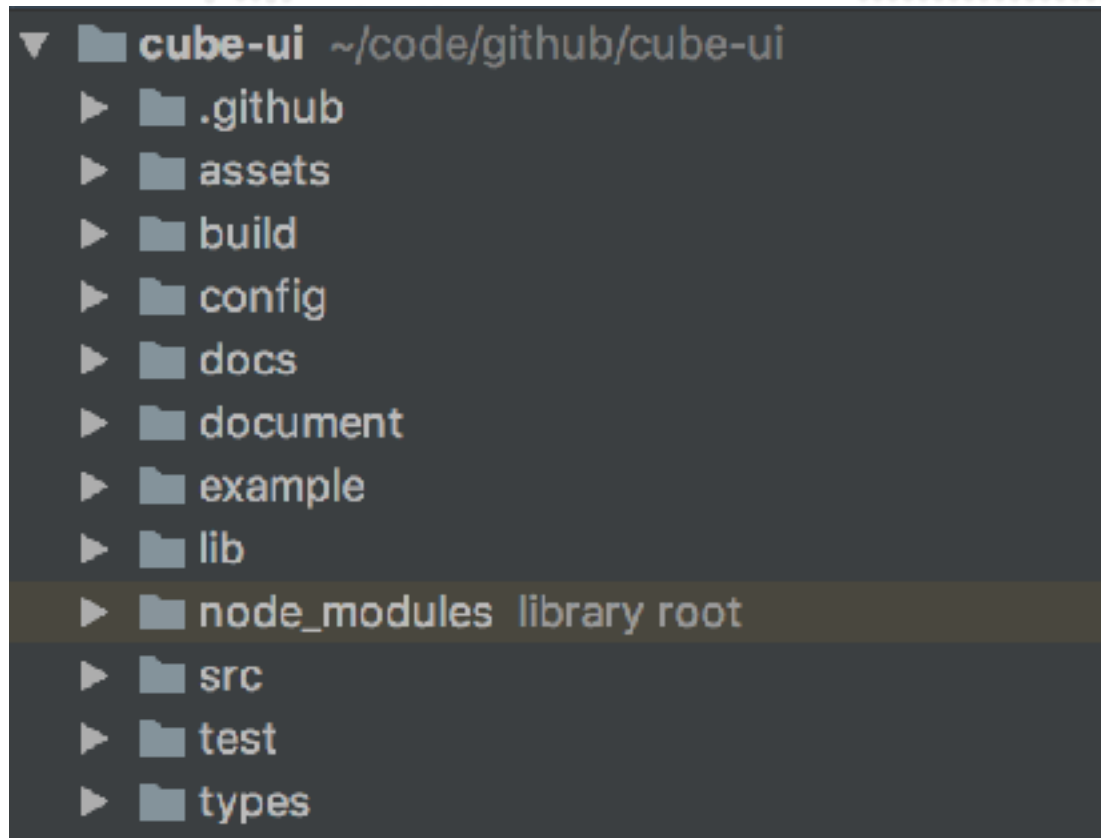 cube-ui ~/code/github/cube-ui
.github
assets
build
config
docs
document
example
lib
node_modules library root
src
test
types